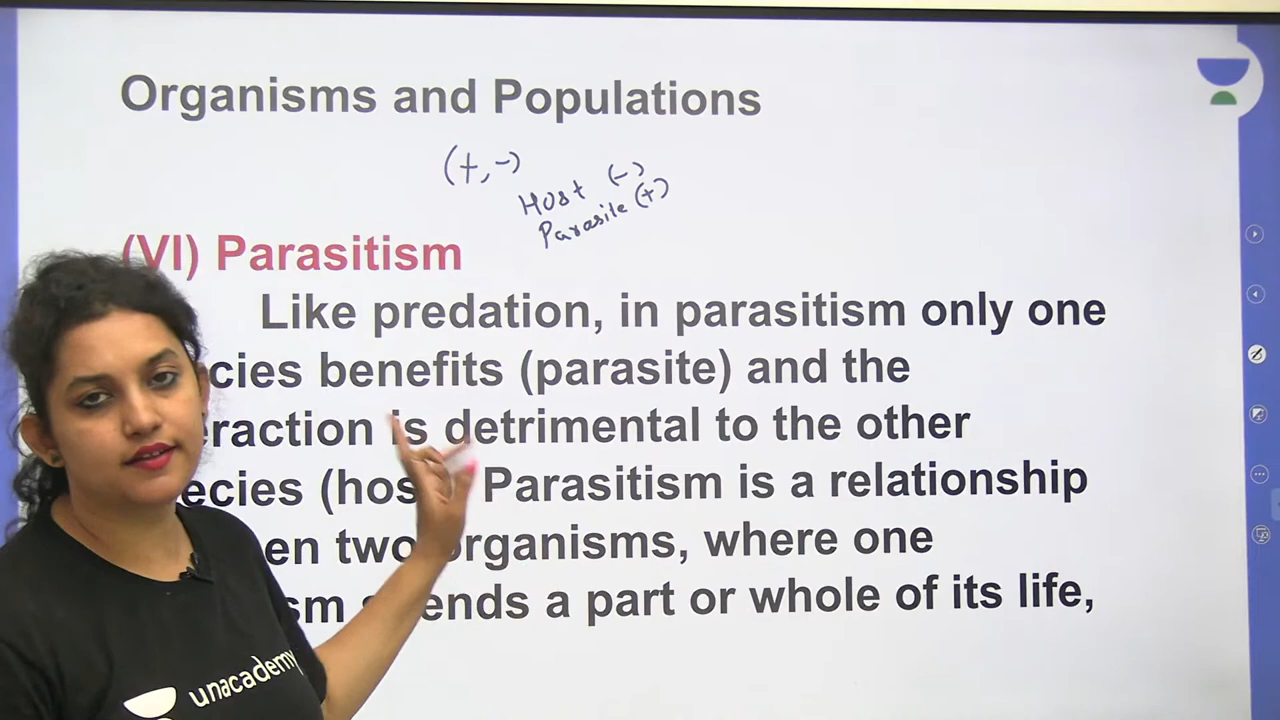 Organisms and Populations
(+, -)
Host (-)
Parasite (+)
(VI) Parasitism
Like predation, in parasitism only one
cies benefits (parasite) and the
eraction is detrimental to the other
ecies (hos Parasitism is a relationship
en two organisms, where one
sm ends a part or whole of its life,
unacademy